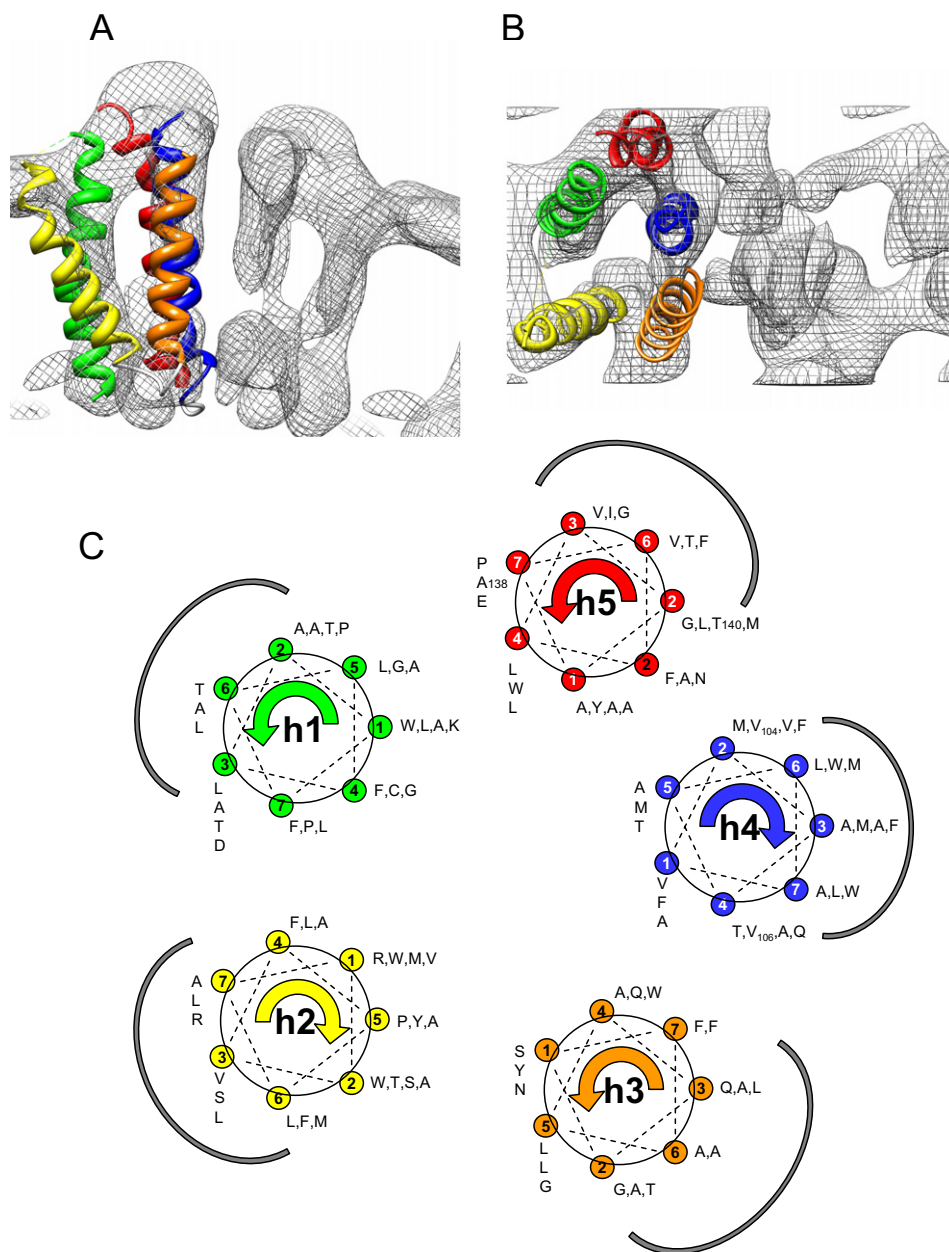 A
B
C
3 V,I,G
6 V,T,F
7
P
A138
E
h5
2 G,L,T140,M
4
L
W
L
1 A,Y,A,A
2 F,A,N
2 A,A,T,P
5 L,G,A
6
T
A
L
h1
1 W,L,A,K
3
L
A
T
D
4 F,C,G
7 F,P,L
2 M,V104,V,F
6 L,W,M
5
A
M
T
h4
3 A,M,A,F
1
V
F
A
7 A,L,W
4 T,V106,A,Q
4 F,L,A
1 R,W,M,V
7
A
L
R
h2
5 P,Y,A
3
V
S
L
2 W,T,S,A
6 L,F,M
4 A,Q,W
7 F,F
1
S
Y
N
h3
3 Q,A,L
5
L
L
G
6 A,A
2 G,A,T